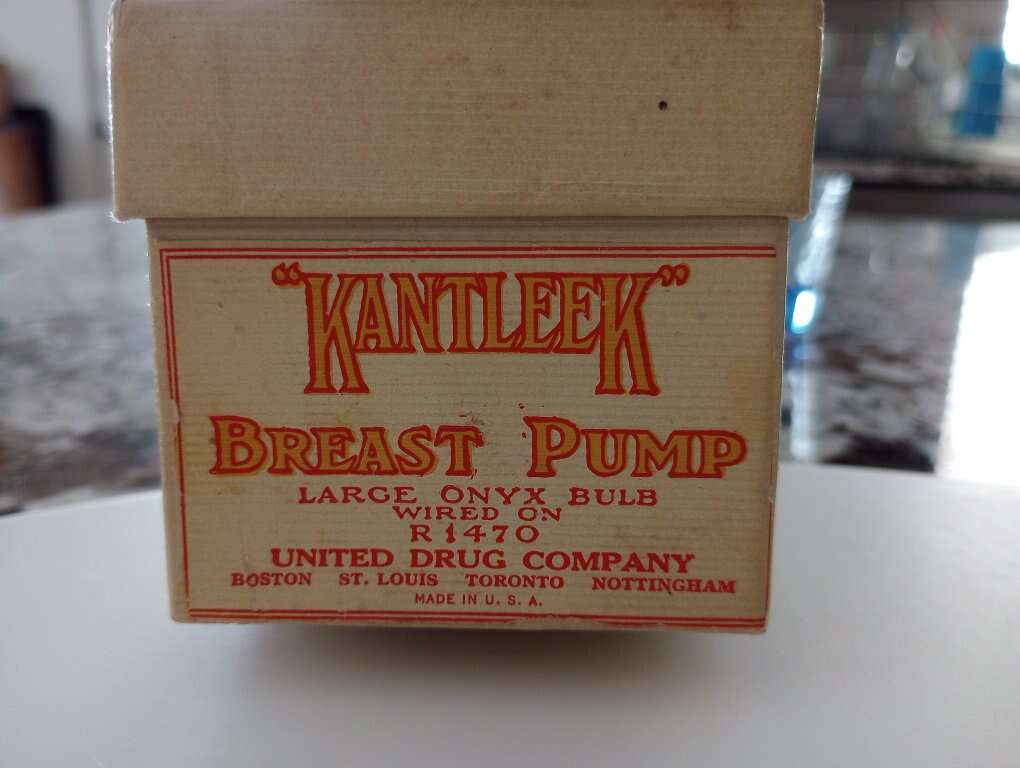 "KANTLEEK"
BREAST PUMP
LARGE ONYX BULB
WIRED ON
R1470
UNITED DRUG COMPANY
BOSTON ST. LOUIS TORONTO NOTTINGHAM
MADE IN U. S. A.